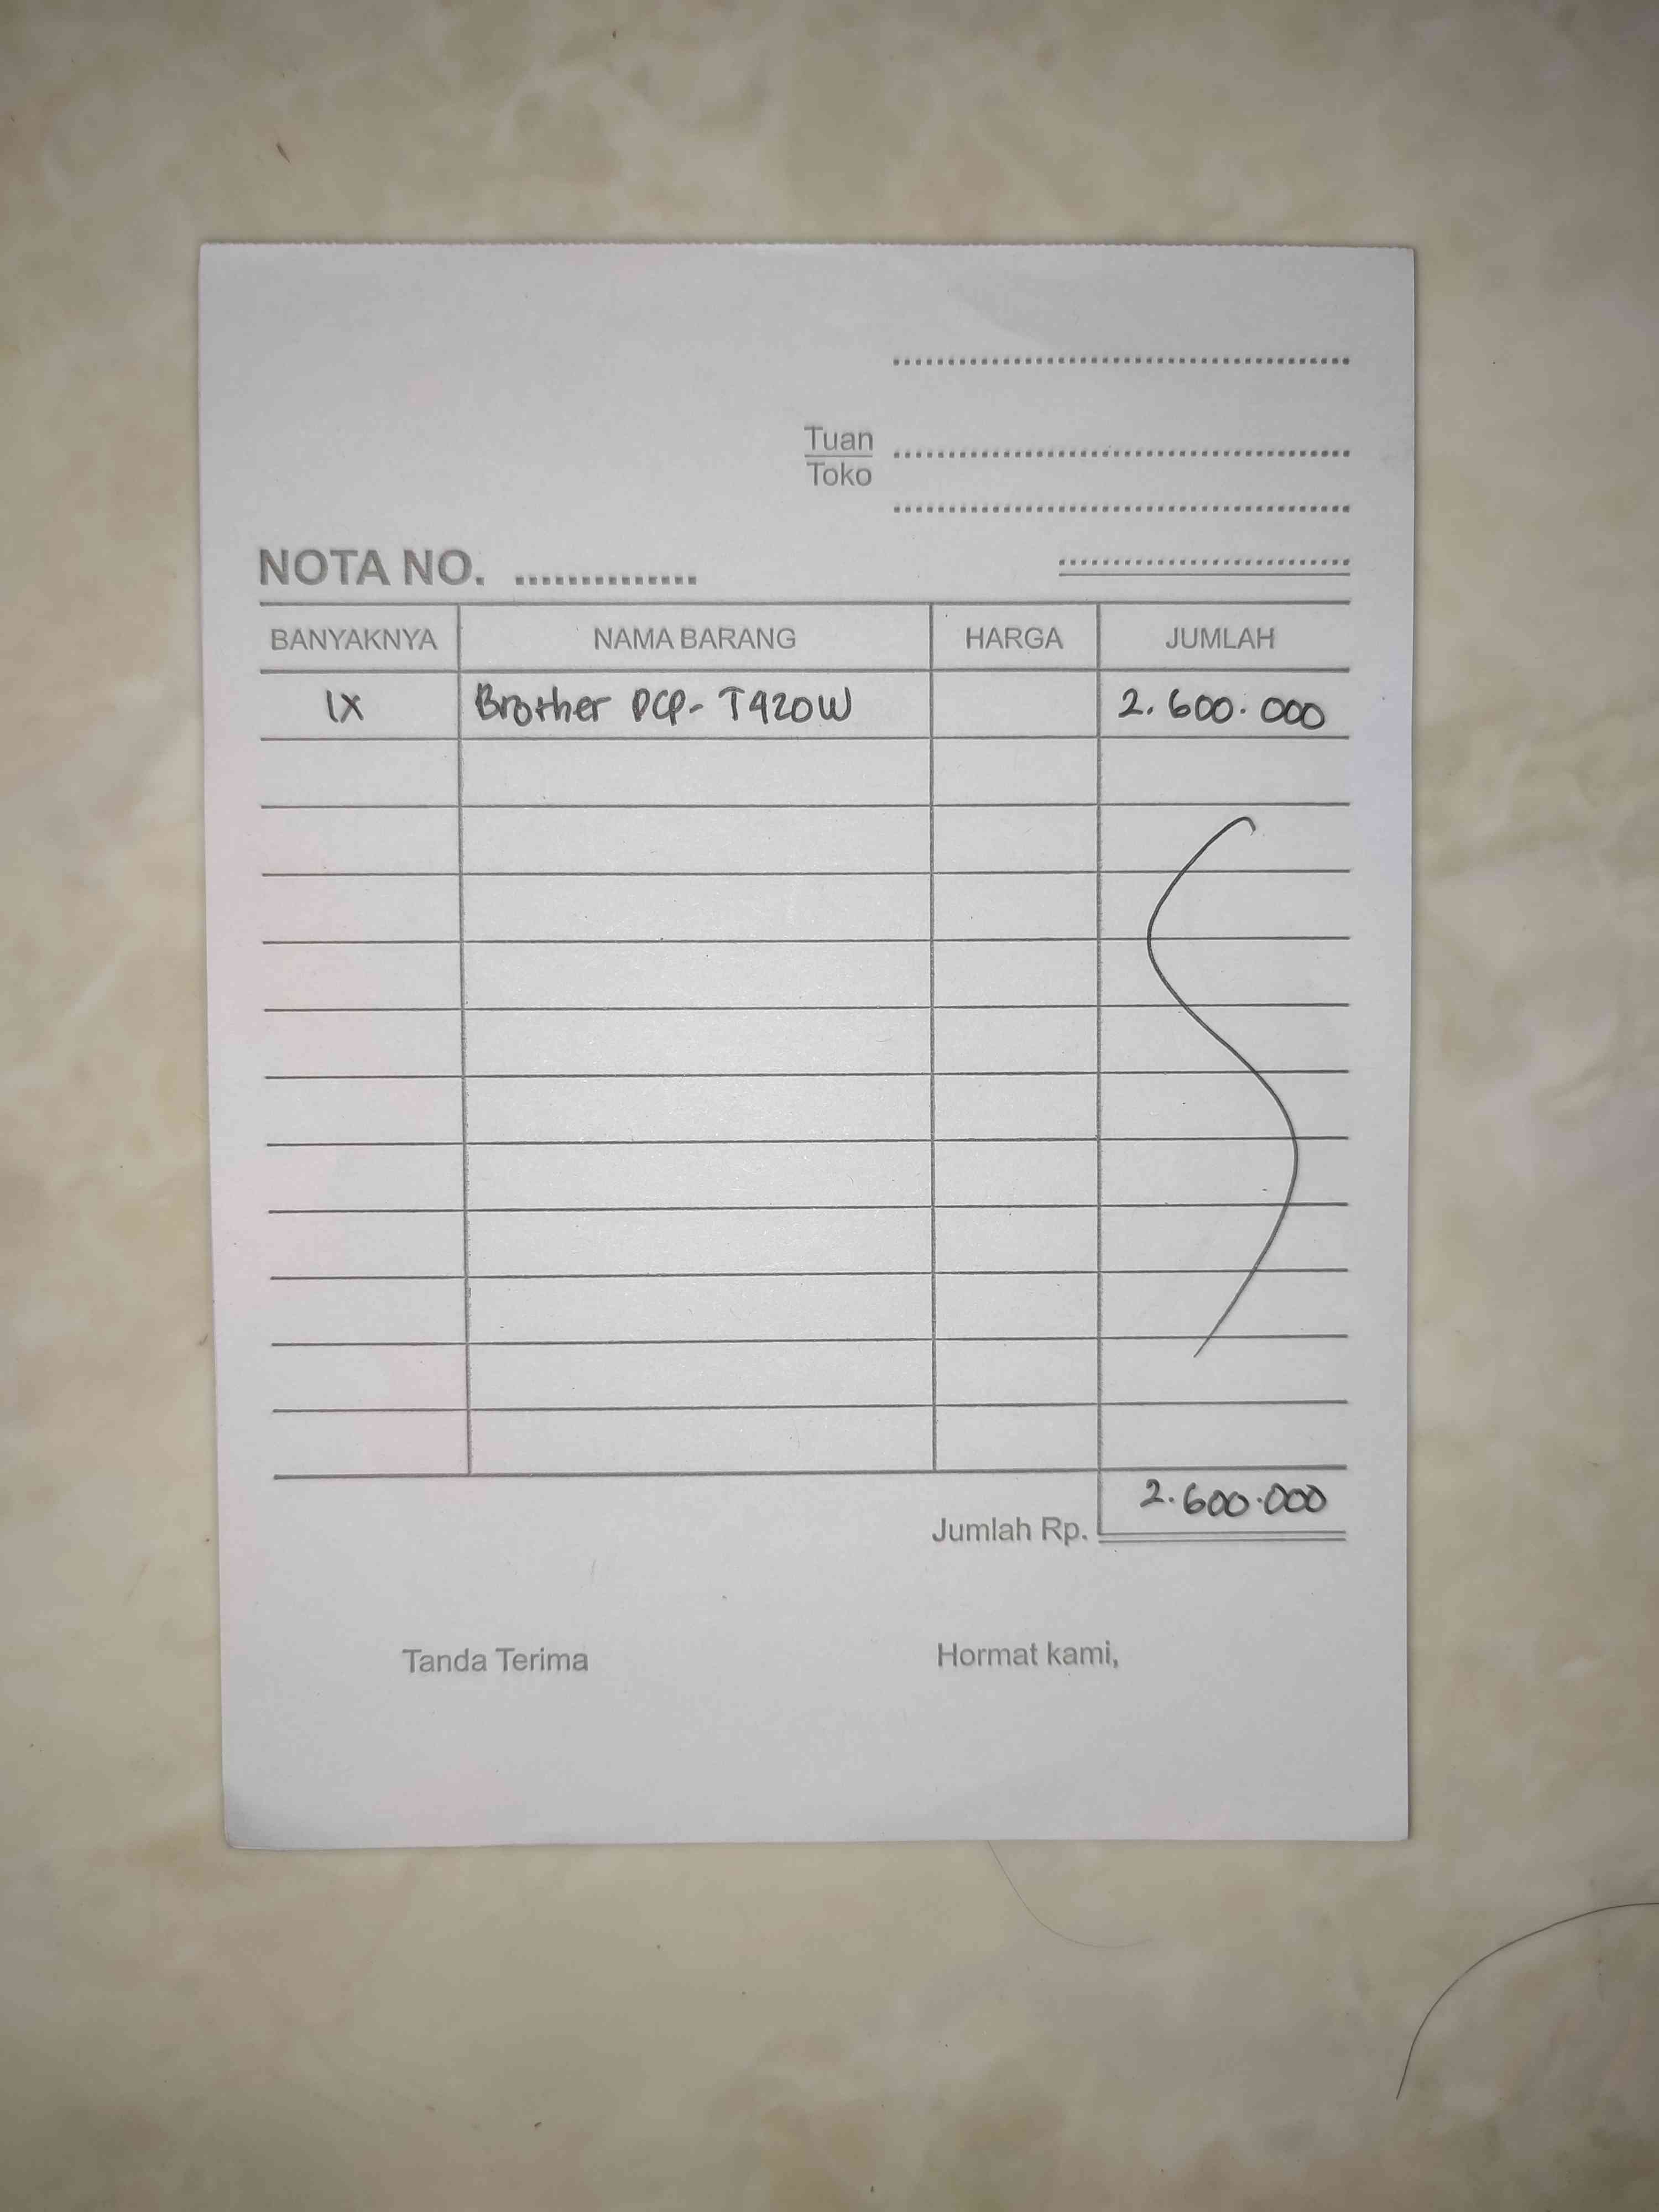 Tuan
Toko
NOTA NO. ..............
BANYAKNYA NAMA BARANG HARGA JUMLAH
1X Brother DCP-T420W 2.600.000
2.600.000
Jumlah Rp.
Tanda Terima Hormat kami,